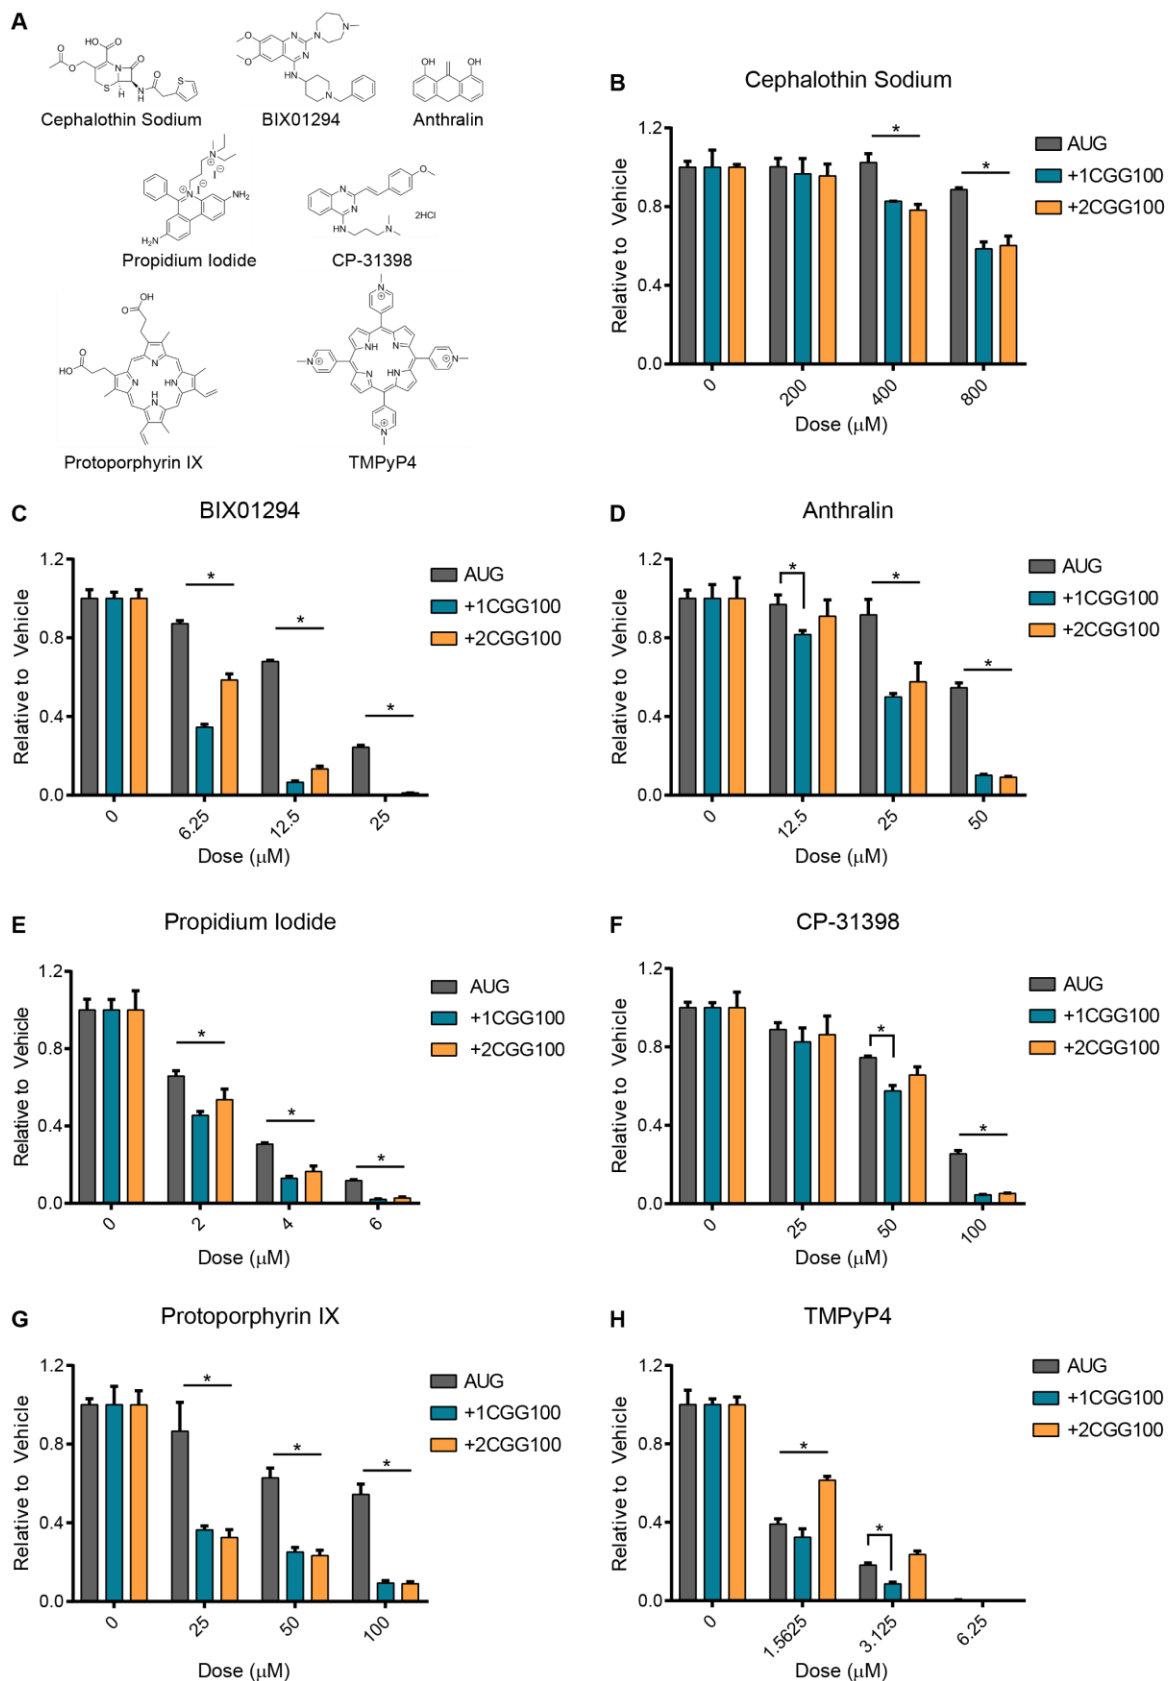 A
Cephalothin Sodium
BIX01294
Anthralin
Propidium Iodide
CP-31398
2HCl
Protoporphyrin IX
TMPyP4
B
Cephalothin Sodium
Relative to Vehicle
1.2
0.8
0.4
0.0
* *
AUG
+1CGG100
+2CGG100
0 200 400 800
Dose (μM)
C
BIX01294
Relative to Vehicle
1.2
0.8
0.4
0.0
* * *
AUG
+1CGG100
+2CGG100
0 6.25 12.5 25
Dose (μM)
D
Anthralin
Relative to Vehicle
1.2
0.8
0.4
0.0
* * *
AUG
+1CGG100
+2CGG100
0 12.5 25 50
Dose (μM)
E
Propidium Iodide
Relative to Vehicle
1.2
0.8
0.4
0.0
* * *
AUG
+1CGG100
+2CGG100
0 2 4 6
Dose (μM)
F
CP-31398
Relative to Vehicle
1.2
0.8
0.4
0.0
* *
AUG
+1CGG100
+2CGG100
0 25 50 100
Dose (μM)
G
Protoporphyrin IX
Relative to Vehicle
1.2
0.8
0.4
0.0
* * *
AUG
+1CGG100
+2CGG100
0 25 50 100
Dose (μM)
H
TMPyP4
Relative to Vehicle
1.2
0.8
0.4
0.0
* *
AUG
+1CGG100
+2CGG100
0 1.5625 3.125 6.25
Dose (μM)